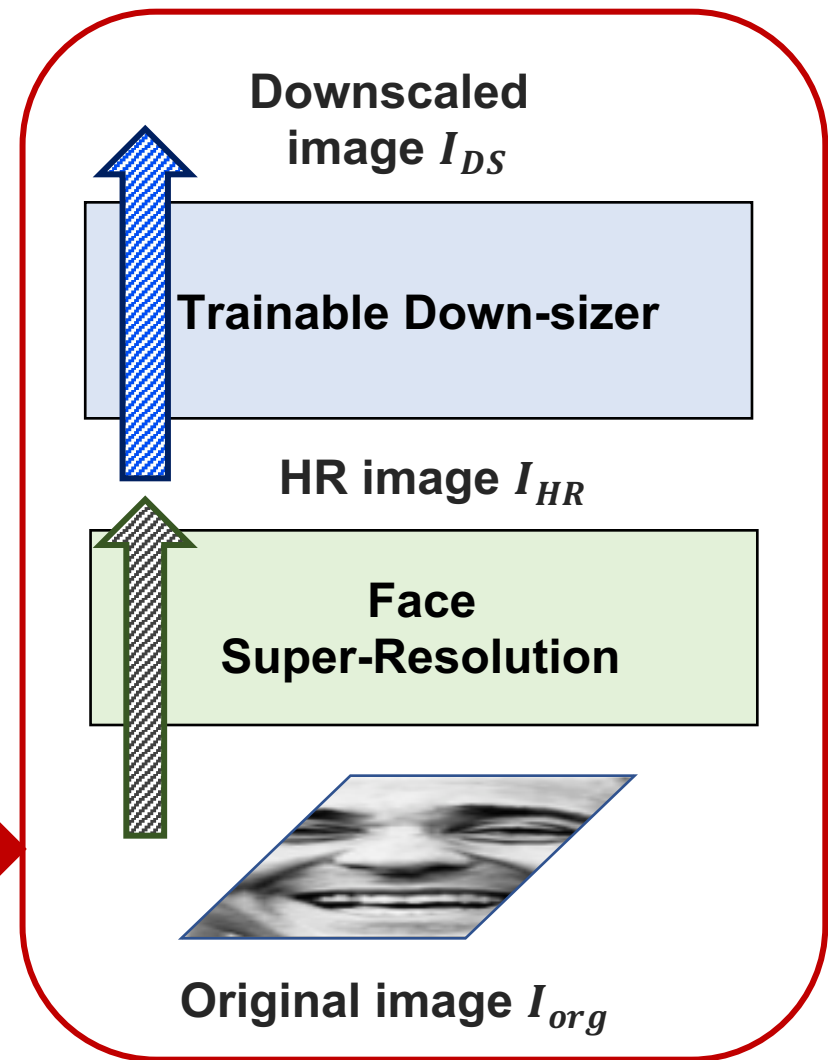 Downscaled
image I_DS
Trainable Down-sizer
HR image I_HR
Face
Super-Resolution
Original image I_org